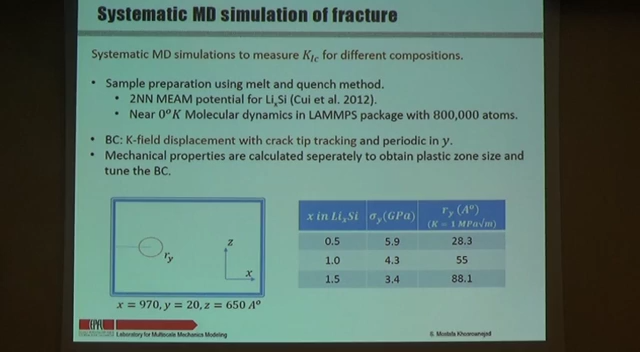 Systematic MD simulation of fracture
Systematic MD simulations to measure K_Ic for different compositions.
• Sample preparation using melt and quench method.
• 2NN MEAM potential for Li_xSi (Cui et al. 2012).
• Near 0°K Molecular dynamics in LAMMPS package with 800,000 atoms.
• BC: K-field displacement with crack tip tracking and periodic in y.
• Mechanical properties are calculated seperately to obtain plastic zone size and
tune the BC.
r_y
z
x
x = 970, y = 20, z = 650 A°
x in Li_xSi σ_y(GPa) r_y (A°)
(K = 1 MPa√m)
0.5 5.9 28.3
1.0 4.3 55
1.5 3.4 88.1
Laboratory for Multiscale Mechanics Modeling